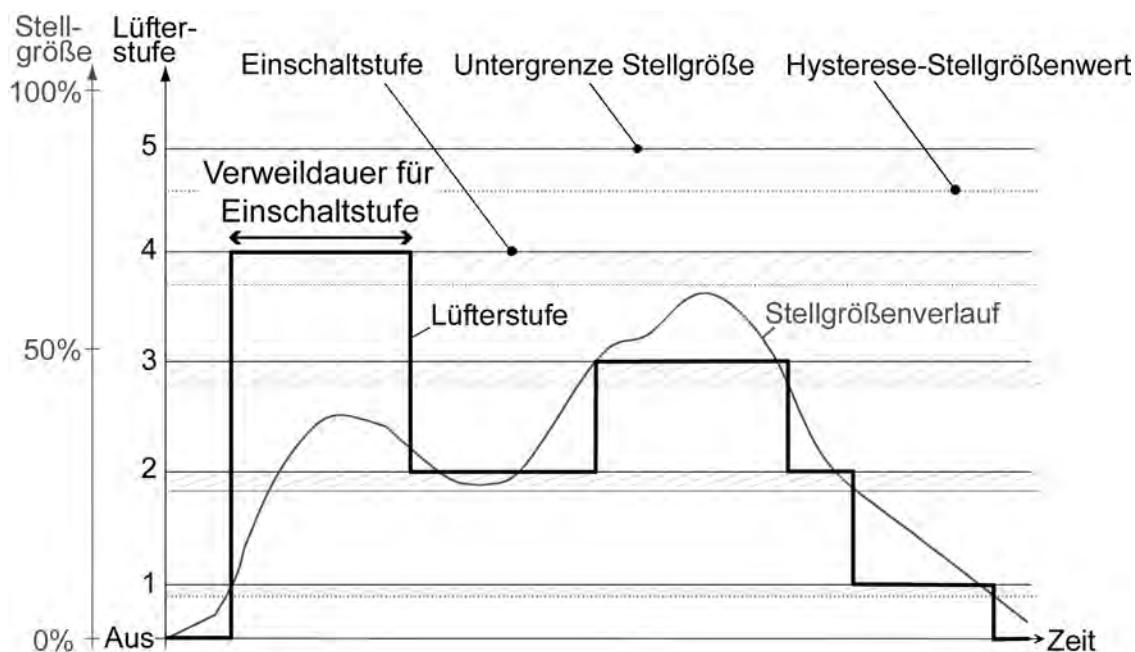 Stell-
größe
Lüfter-
stufe
Einschaltstufe
Untergrenze Stellgröße
Hysterese-Stellgrößenwert
100%
5
Verweildauer für
Einschaltstufe
4
Lüfterstufe
Stellgrößenverlauf
50%
3
2
1
0%
Aus
Zeit